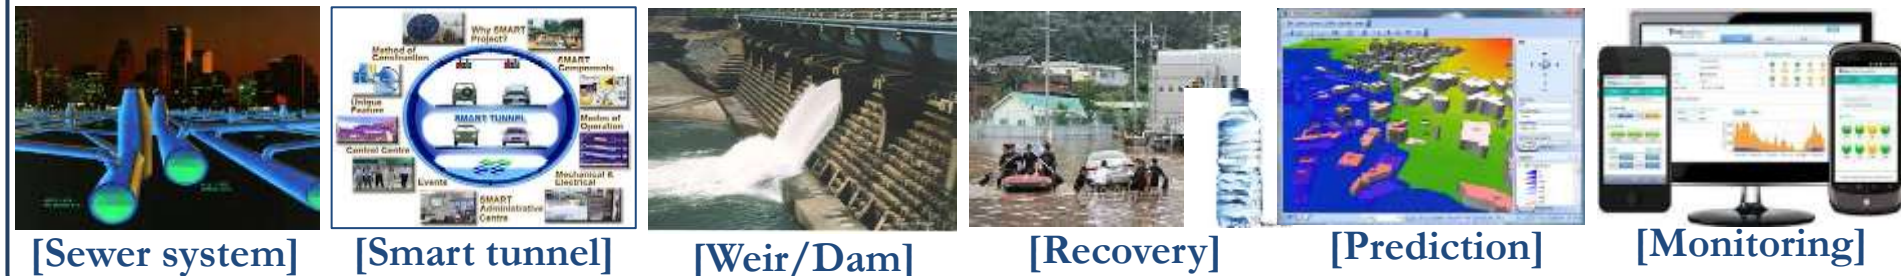 Why SMART
Project?
Method of
Construction
SMART
Components
Unique
Feature
SMART TUNNEL
Modes of
Operation
Control Centre
Events
Mechanical &
Electrical
SMART
Administrative
Centre
[Sewer system]
[Smart tunnel]
[Weir/Dam]
[Recovery]
[Prediction]
[Monitoring]